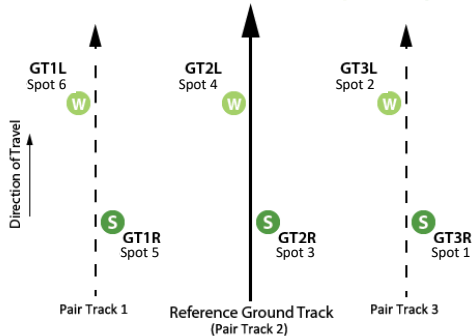 GT1L
Spot 6
W
GT2L
Spot 4
W
GT3L
Spot 2
W
Direction of Travel
S
GT1R
Spot 5
S
GT2R
Spot 3
S
GT3R
Spot 1
Pair Track 1
Reference Ground Track
(Pair Track 2)
Pair Track 3